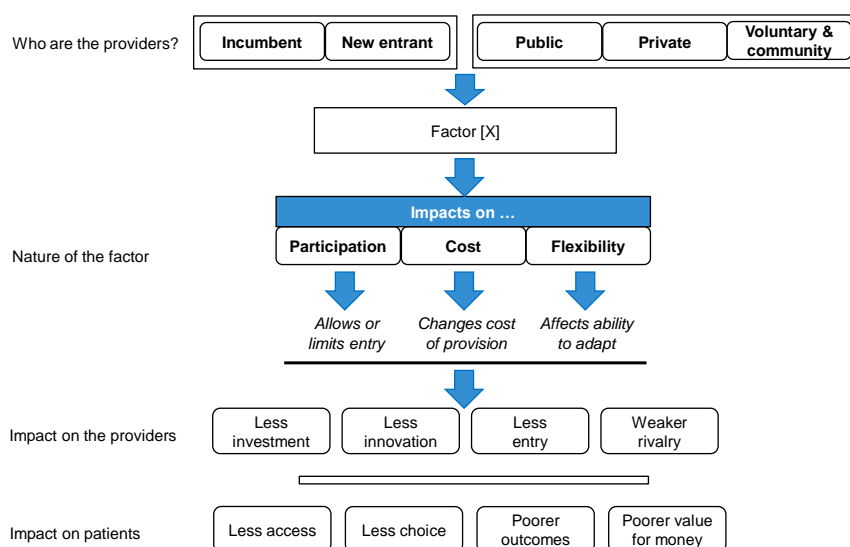 Who are the providers?
Incumbent
New entrant
Public
Private
Voluntary &
community
Factor [X]
Impacts on …
Nature of the factor
Participation
Cost
Flexibility
Allows or
limits entry
Changes cost
of provision
Affects ability
to adapt
Impact on the providers
Less
investment
Less
innovation
Less
entry
Weaker
rivalry
Impact on patients
Less access
Less choice
Poorer
outcomes
Poorer value
for money